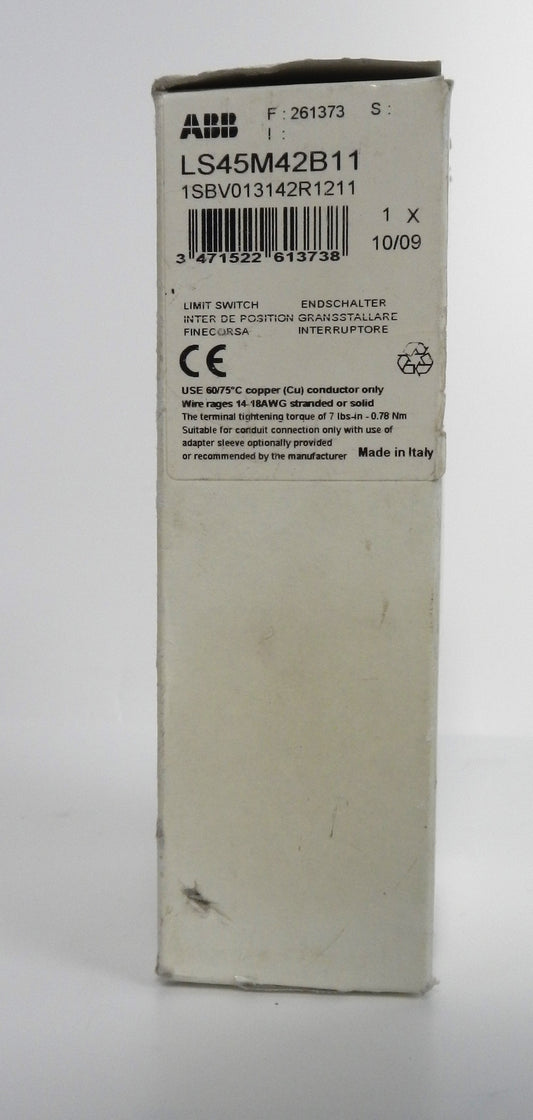 ABB F : 261373 S :
I :
LS45M42B11
1SBV013142R1211
1 X
10/09
3 471522 613738
LIMIT SWITCH ENDSCHALTER
INTER DE POSITION GRANSSTALLARE
FINECORSA INTERRUPTORE
CE
USE 60/75°C copper (Cu) conductor only
Wire rages 14-18AWG stranded or solid
The terminal tightening torque of 7 lbs-in - 0.78 Nm
Suitable for conduit connection only with use of
adapter sleeve optionally provided
or recommended by the manufacturer Made in Italy